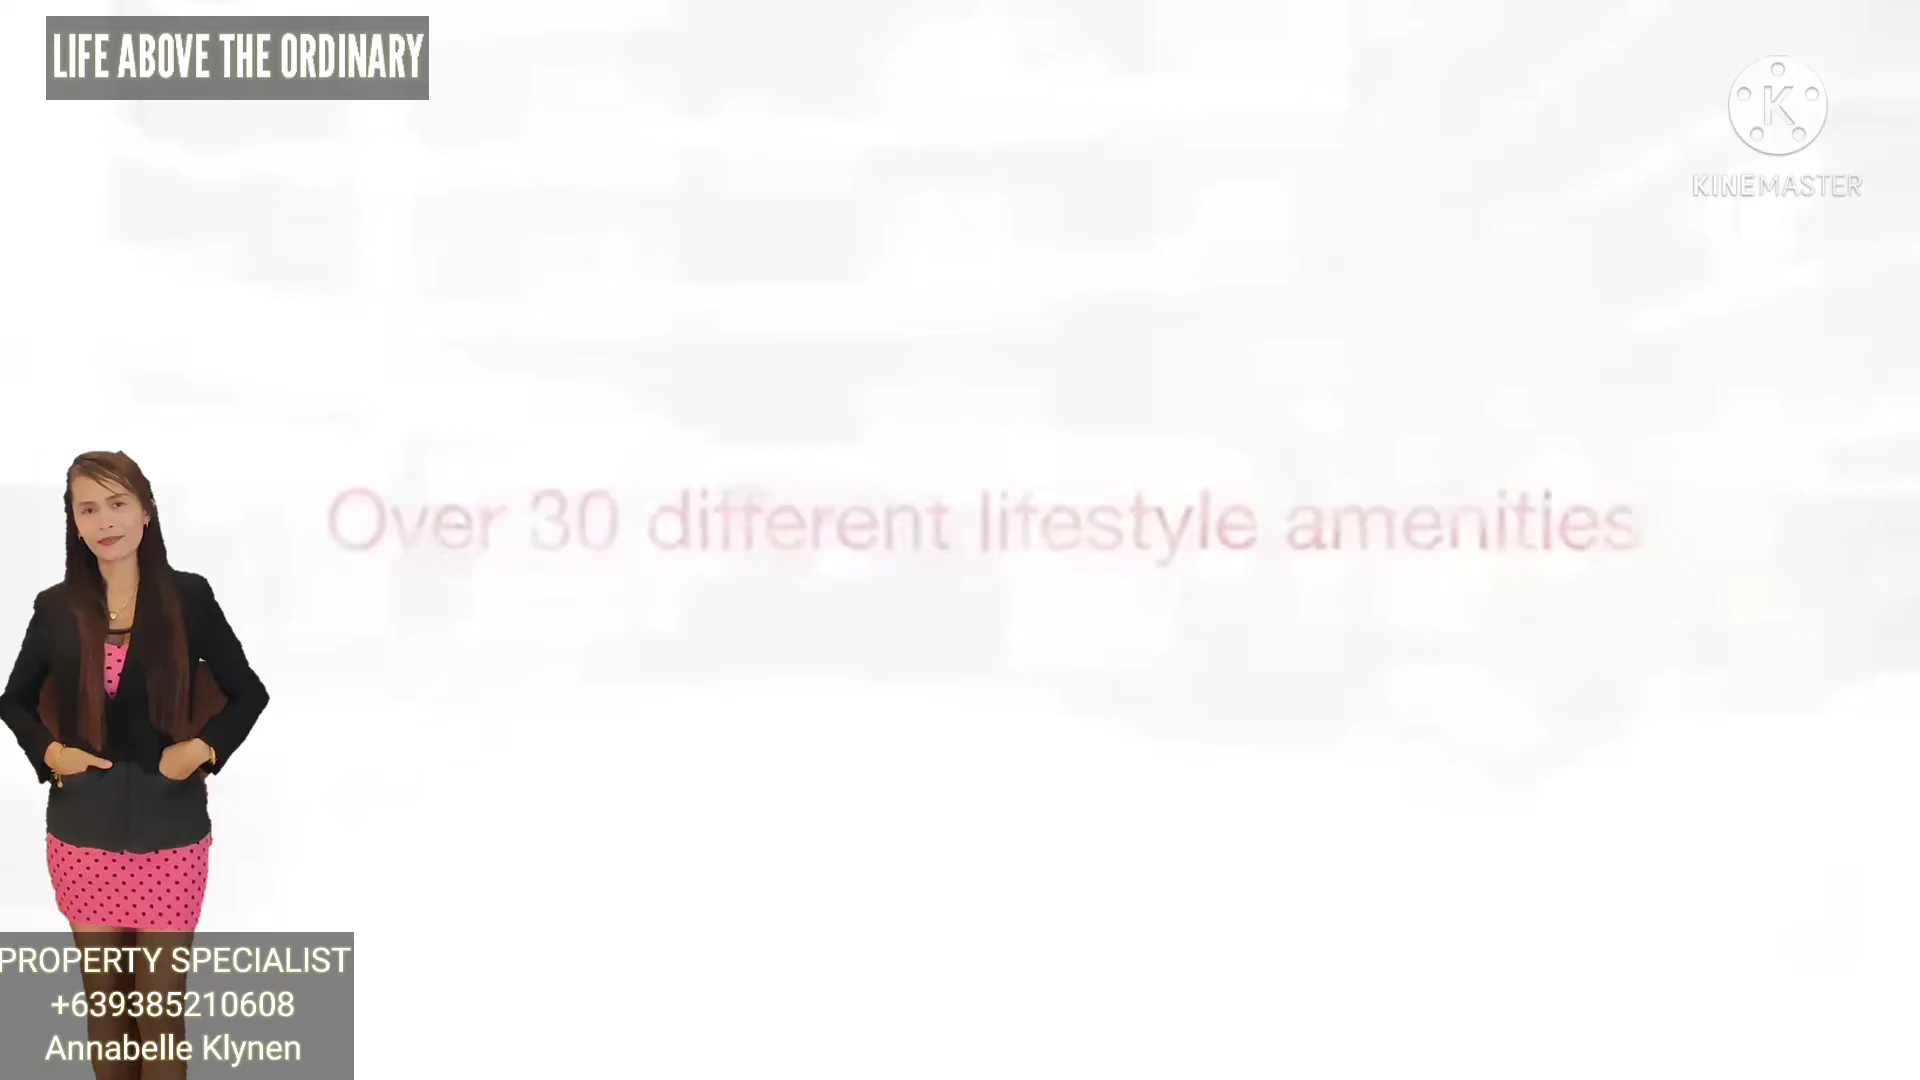 LIFE ABOVE THE ORDINARY
K
KINEMASTER
Over 30 different lifestyle amenities
PROPERTY SPECIALIST
+639385210608
Annabelle Klynen